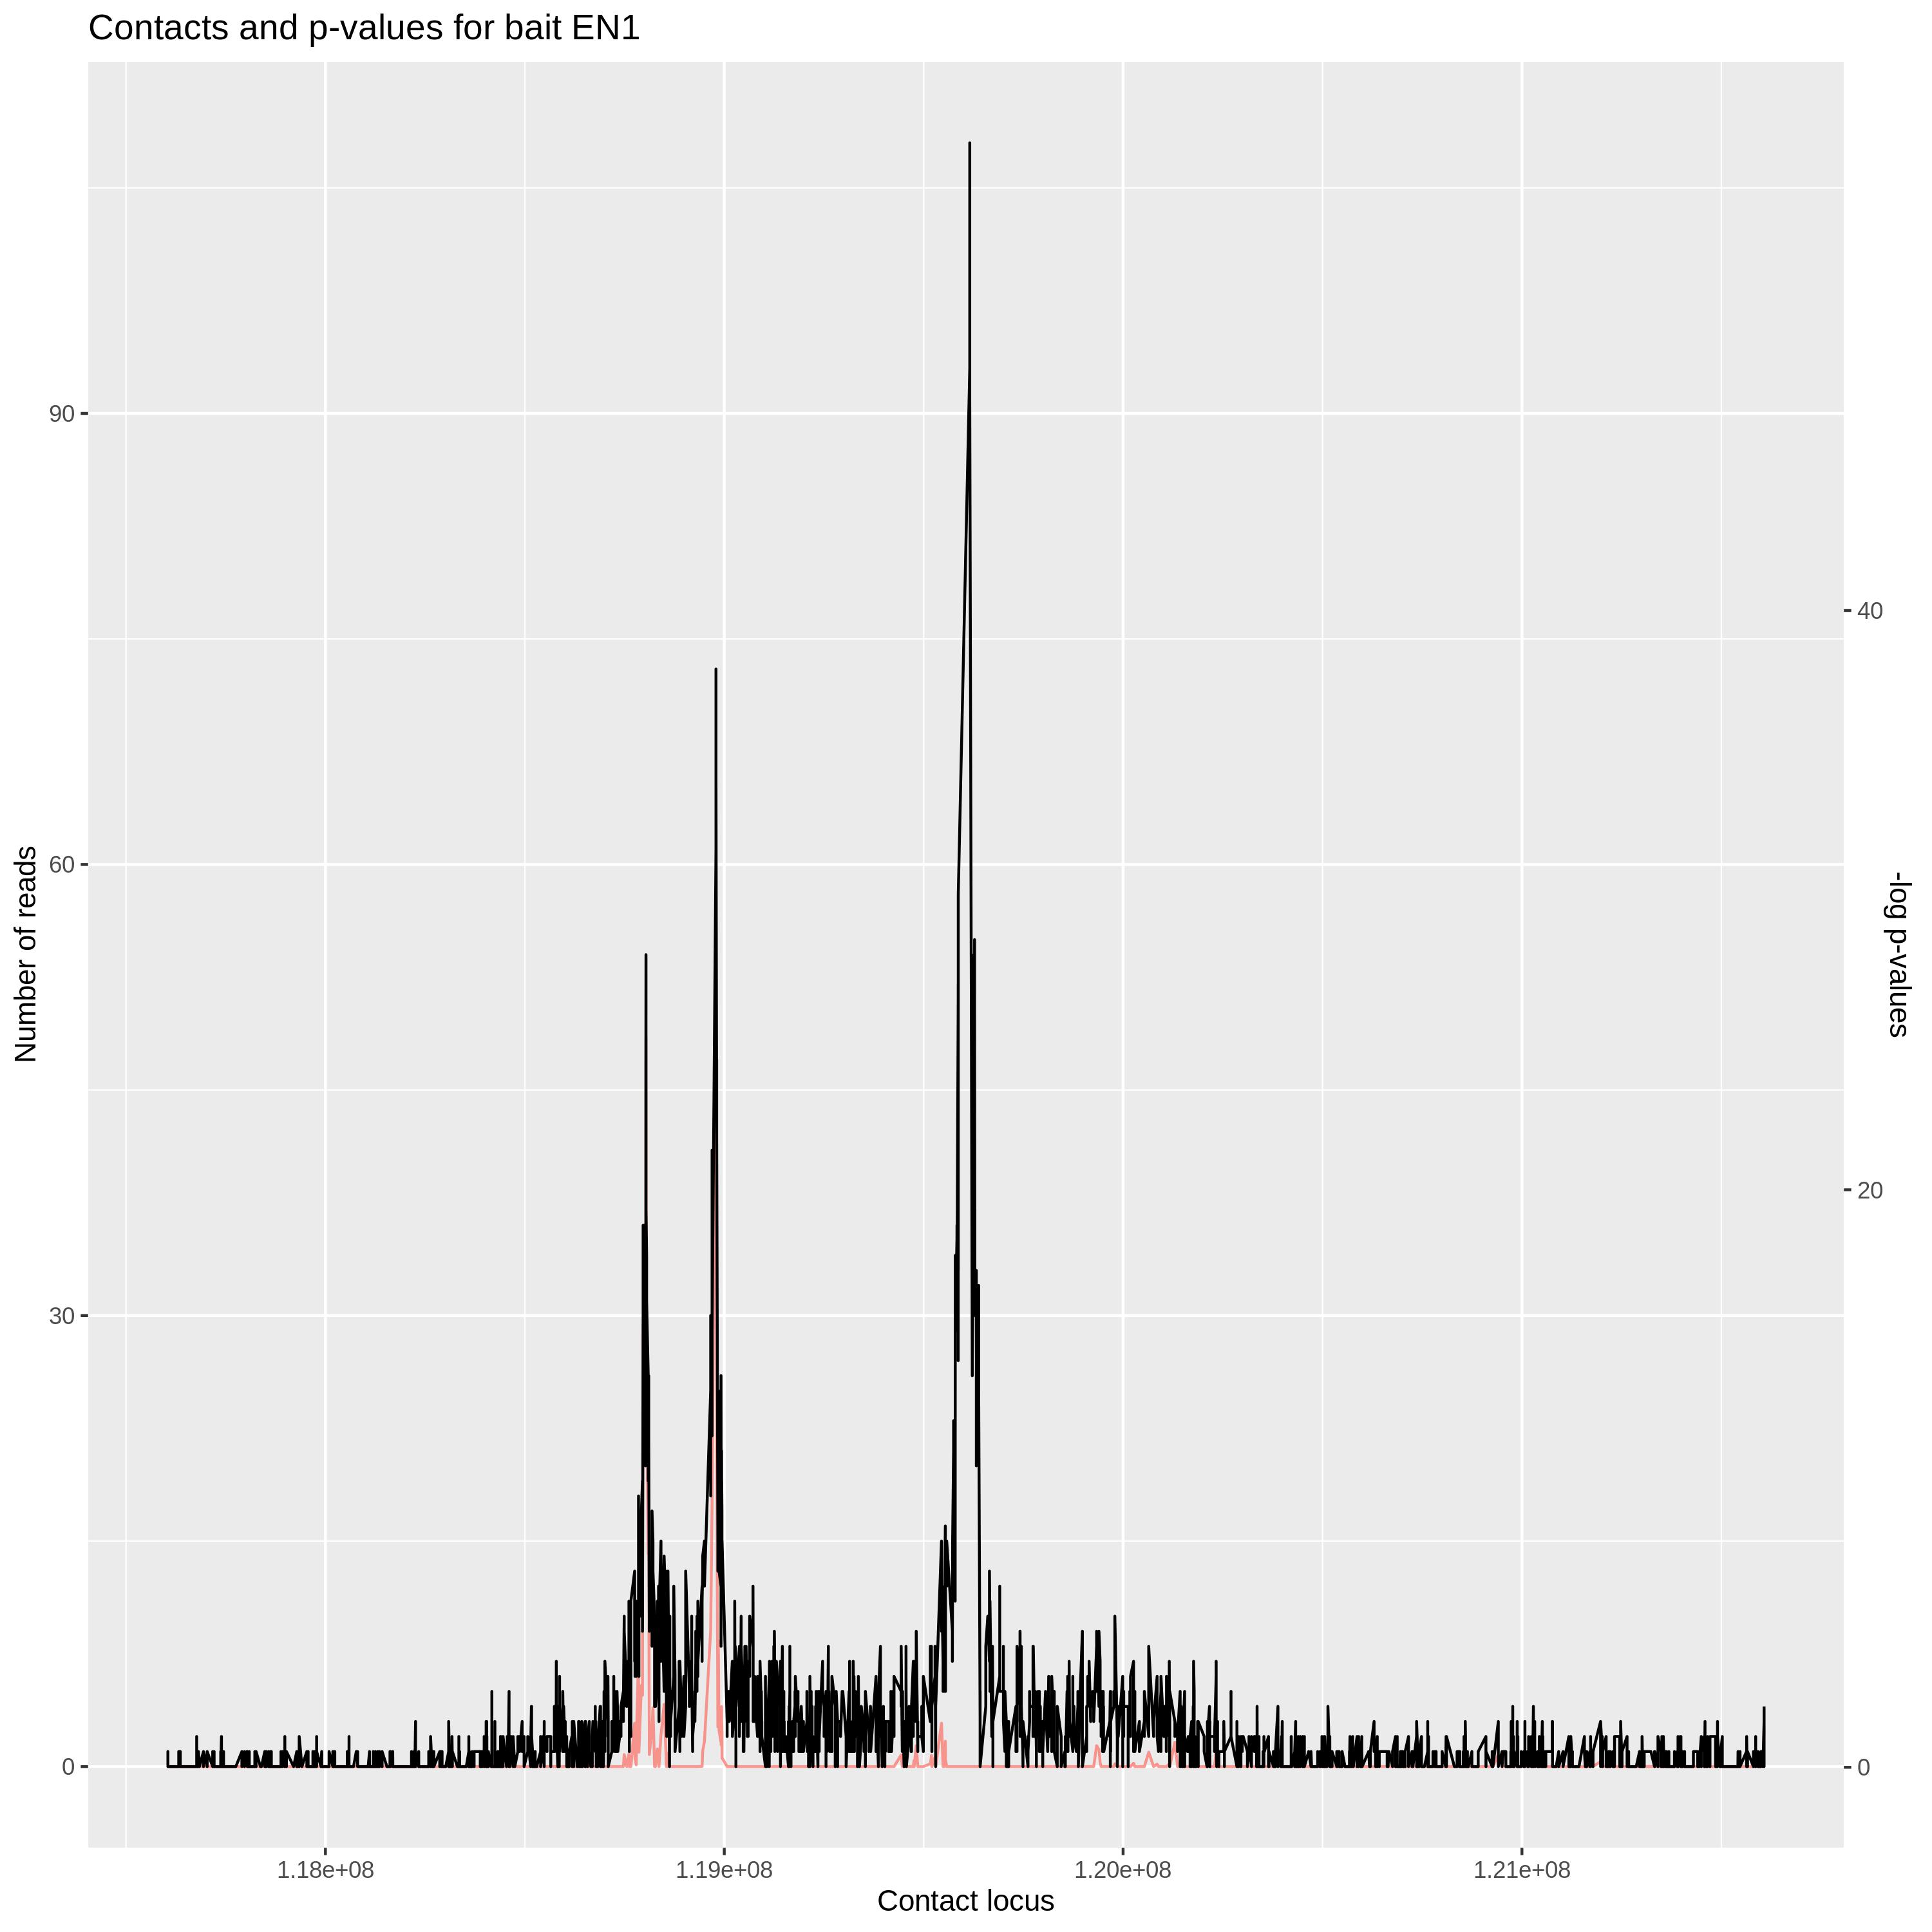 Contacts and p-values for bait EN1
90
60
30
0
40
20
0
Number of reads
-log p-values
1.18e+08
1.19e+08
1.20e+08
1.21e+08
Contact locus